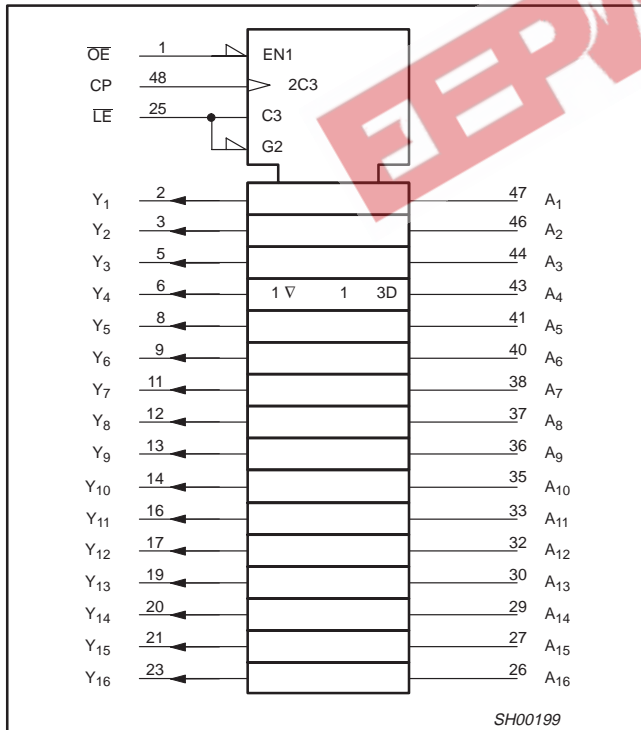 EEPW
O̅E̅ 1 EN1
CP 48 2C3
L̅E̅ 25 C3
G2
Y1 2 47 A1
Y2 3 46 A2
Y3 5 44 A3
Y4 6 1 ∇ 1 3D 43 A4
Y5 8 41 A5
Y6 9 40 A6
Y7 11 38 A7
Y8 12 37 A8
Y9 13 36 A9
Y10 14 35 A10
Y11 16 33 A11
Y12 17 32 A12
Y13 19 30 A13
Y14 20 29 A14
Y15 21 27 A15
Y16 23 26 A16
SH00199